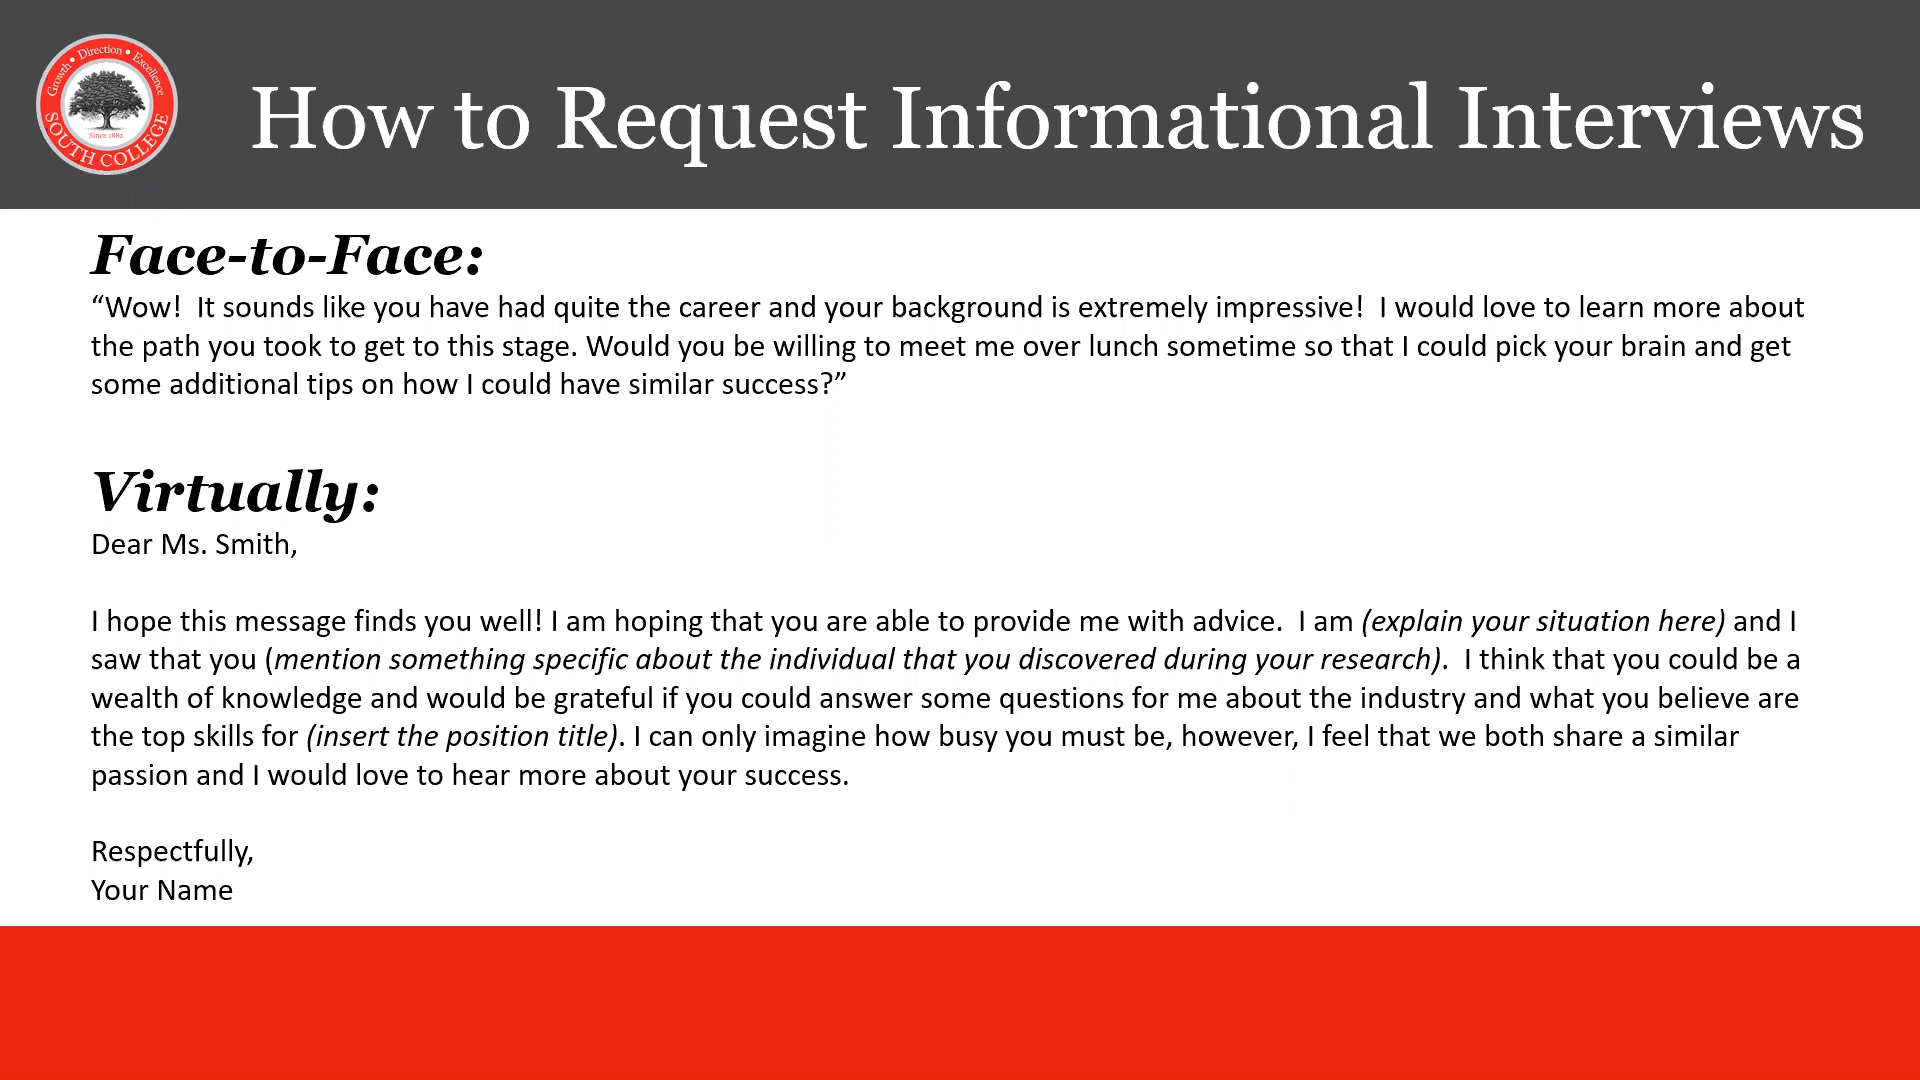 Growth • Direction • Excellence
Since 1882
SOUTH COLLEGE
How to Request Informational Interviews
Face-to-Face:
“Wow!  It sounds like you have had quite the career and your background is extremely impressive!  I would love to learn more about
the path you took to get to this stage. Would you be willing to meet me over lunch sometime so that I could pick your brain and get
some additional tips on how I could have similar success?”
Virtually:
Dear Ms. Smith,
I hope this message finds you well! I am hoping that you are able to provide me with advice.  I am (explain your situation here) and I
saw that you (mention something specific about the individual that you discovered during your research).  I think that you could be a
wealth of knowledge and would be grateful if you could answer some questions for me about the industry and what you believe are
the top skills for (insert the position title). I can only imagine how busy you must be, however, I feel that we both share a similar
passion and I would love to hear more about your success.
Respectfully,
Your Name